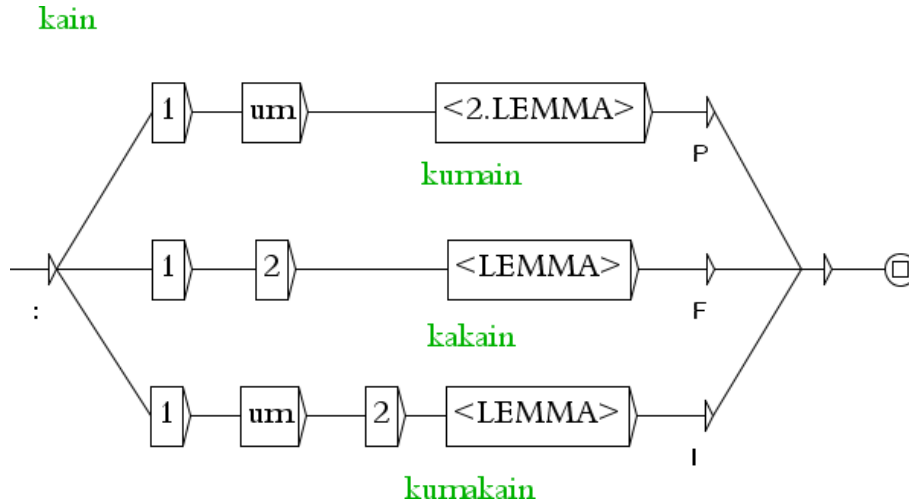 kain
1 um <2.LEMMA>
P
kumain
1 2 <LEMMA>
:
F
kakain
1 um 2 <LEMMA>
I
kumakain